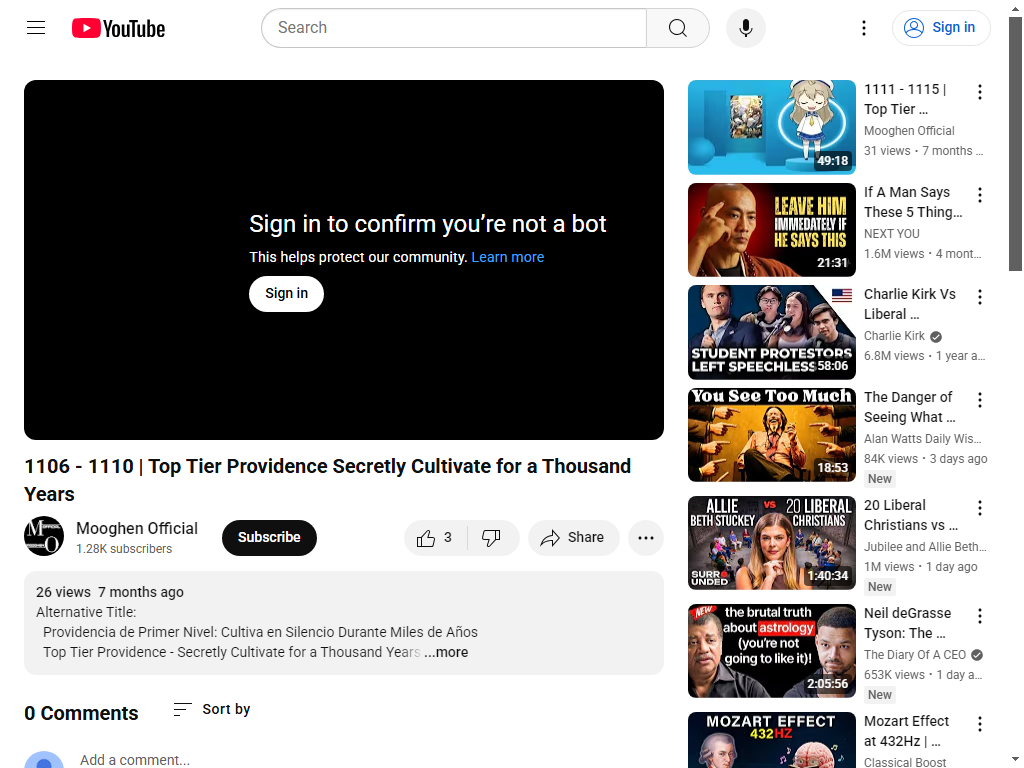 YouTube
Search
Sign in
Sign in to confirm you’re not a bot
This helps protect our community. Learn more
Sign in
1106 - 1110 | Top Tier Providence Secretly Cultivate for a Thousand
Years
Mooghen Official
1.28K subscribers
Subscribe
3
Share
26 views 7 months ago
Alternative Title:
Providencia de Primer Nivel: Cultiva en Silencio Durante Miles de Años
Top Tier Providence - Secretly Cultivate for a Thousand Years ...more
0 Comments
Sort by
Add a comment...
49:18
1111 - 1115 |
Top Tier ...
Mooghen Official
31 views • 7 months ...
LEAVE HIM
IMMEDIATELY IF
HE SAYS THIS
21:31
If A Man Says
These 5 Thing...
NEXT YOU
1.6M views • 4 mont...
STUDENT PROTESTORS
LEFT SPEECHLESS
58:06
Charlie Kirk Vs
Liberal ...
Charlie Kirk
6.8M views • 1 year a...
You See Too Much
18:53
The Danger of
Seeing What ...
Alan Watts Daily Wis...
84K views • 3 days ago
New
ALLIE VS 20 LIBERAL
BETH STUCKEY CHRISTIANS
SURROUNDED
1:40:34
20 Liberal
Christians vs ...
Jubilee and Allie Beth...
1M views • 1 day ago
New
NEW
the brutal truth
about astrology
(you're not
going to like it)!
2:05:56
Neil deGrasse
Tyson: The ...
The Diary Of A CEO
653K views • 1 day a...
New
MOZART EFFECT
432HZ
Mozart Effect
at 432Hz | ...
Classical Boost